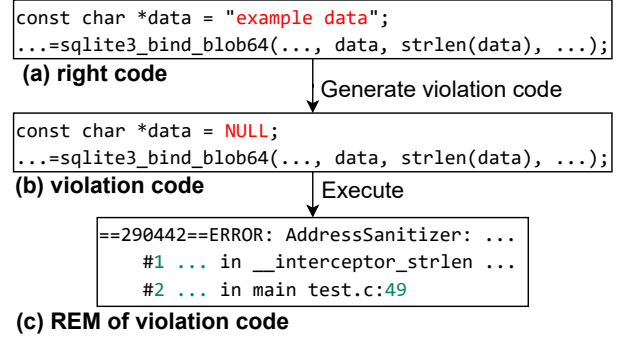 const char *data = "example data";
...=sqlite3_bind_blob64(..., data, strlen(data), ...);
(a) right code
Generate violation code
const char *data = NULL;
...=sqlite3_bind_blob64(..., data, strlen(data), ...);
(b) violation code
Execute
==290442==ERROR: AddressSanitizer: ...
#1 ... in __interceptor_strlen ...
#2 ... in main test.c:49
(c) REM of violation code